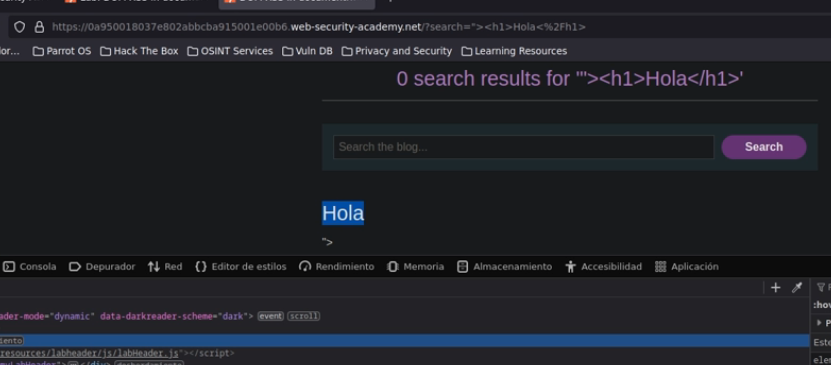 https://0a950018037e802abbcba915001e00b6.web-security-academy.net/?search="><h1>Hola<%2Fh1>
Parrot OS Hack The Box OSINT Services Vuln DB Privacy and Security Learning Resources
0 search results for '"><h1>Hola</h1>'
Search the blog... Search
Hola
">
Consola Depurador Red Editor de estilos Rendimiento Memoria Almacenamiento Accesibilidad Aplicación
ader-mode="dynamic" data-darkreader-scheme="dark"> event scroll
:hov
iento
resources/labheader/js/labHeader.js"></script>
Este